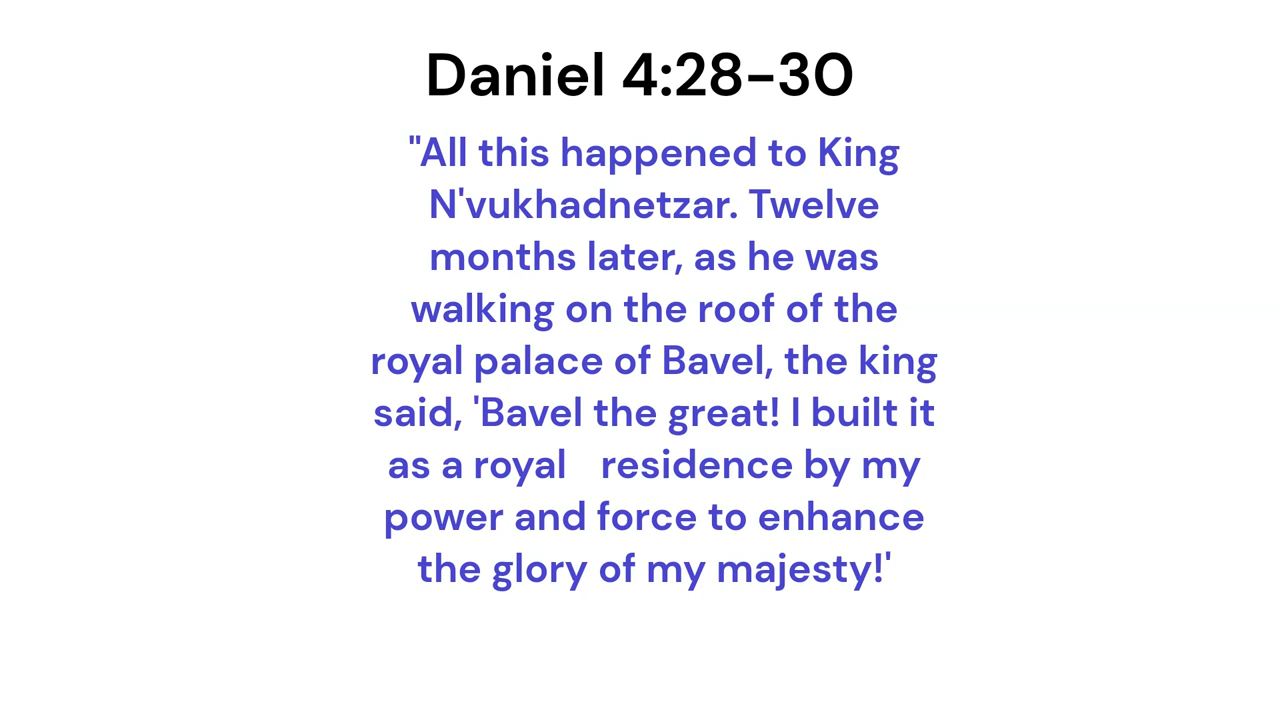 Daniel 4:28-30
"All this happened to King
N'vukhadnetzar. Twelve
months later, as he was
walking on the roof of the
royal palace of Bavel, the king
said, 'Bavel the great! I built it
as a royal   residence by my
power and force to enhance
the glory of my majesty!'